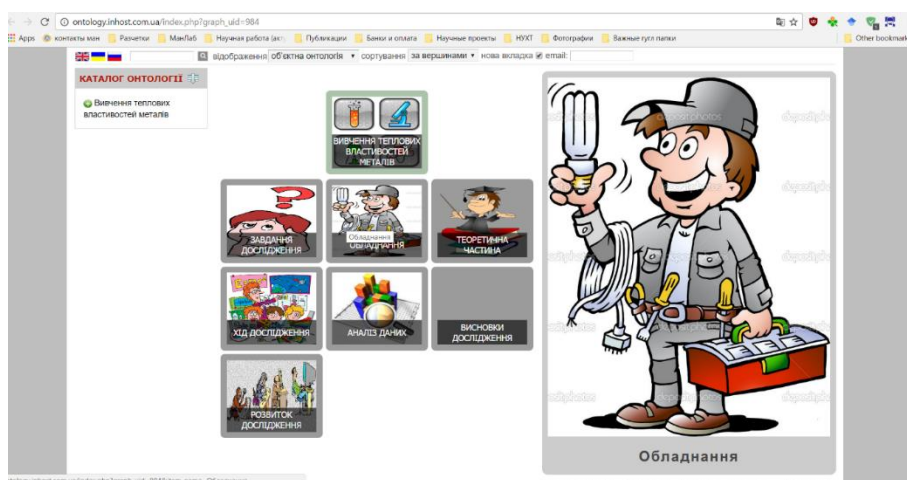 ontology.inhost.com.ua/index.php?graph_uid=984
Apps контакты ман Разметки МанЛаб Научная работа (акт Публикации Банки и оплата Научные проекты НУХТ Фотографии Важные гугл папки Other bookmark
відображення об'єктна онтологія сортування за вершинами нова вкладка email:
КАТАЛОГ ОНТОЛОГІЇ
Вивчення теплових
властивостей металів
ВИВЧЕННЯ ТЕПЛОВИХ
ВЛАСТИВОСТЕЙ
МЕТАЛІВ
ЗАВДАННЯ
ДОСЛІДЖЕННЯ
Обладнання
ОБЛАДНАННЯ
ТЕОРЕТИЧНА
ЧАСТИНА
ХІД ДОСЛІДЖЕННЯ
АНАЛІЗ ДАНИХ
ВИСНОВКИ
ДОСЛІДЖЕННЯ
РОЗВИТОК
ДОСЛІДЖЕННЯ
depositphotos
Обладнання